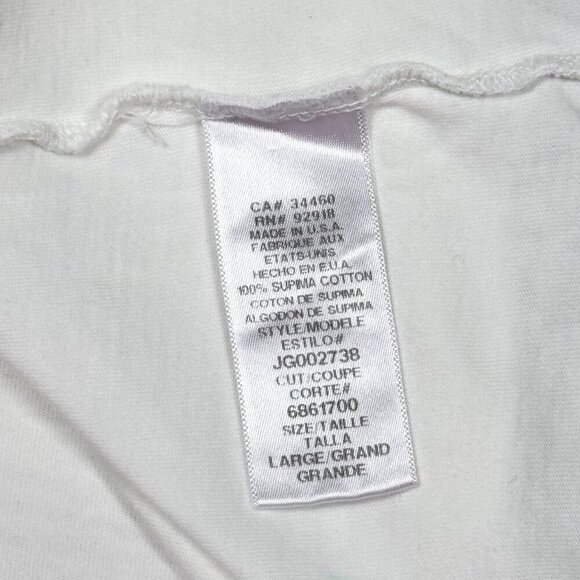 CA# 34460
RN# 92918
MADE IN U.S.A.
FABRIQUE AUX
ETATS-UNIS
HECHO EN E.U.A.
100% SUPIMA COTTON
COTON DE SUPIMA
ALGODON DE SUPIMA
STYLE/MODELE
ESTILO#
JG002738
CUT/COUPE
CORTE#
6861700
SIZE/TAILLE
TALLA
LARGE/GRAND
GRANDE